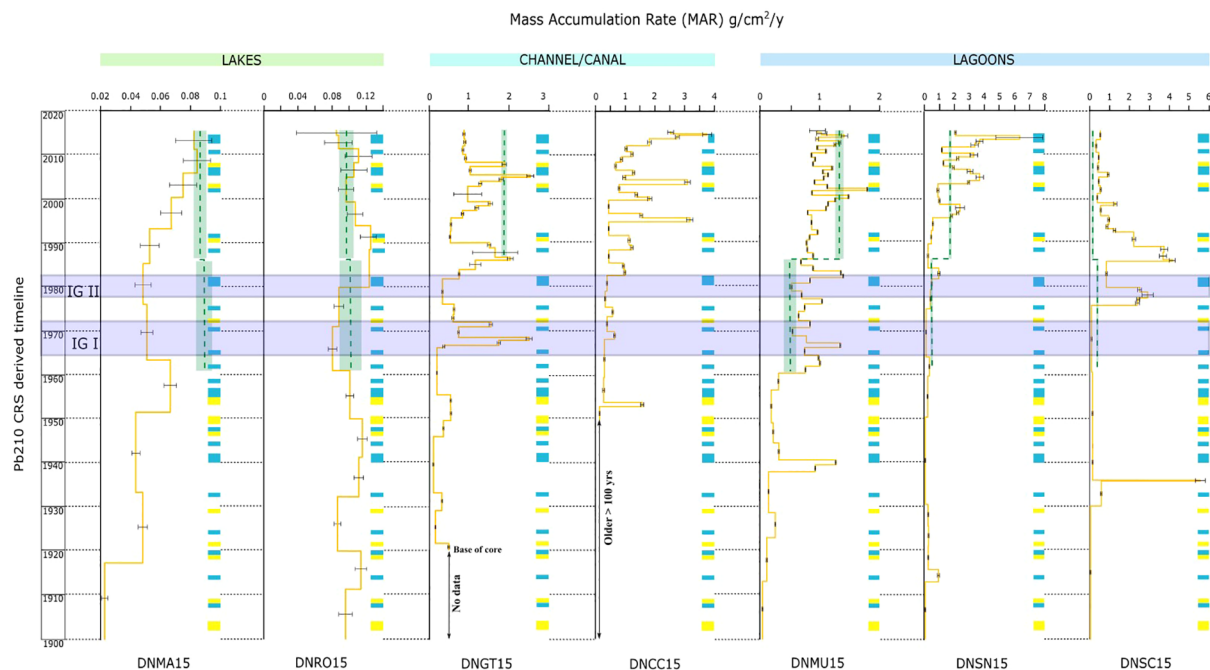 Mass Accumulation Rate (MAR) g/cm²/y
LAKES CHANNEL/CANAL LAGOONS
0.02 0.04 0.06 0.08 0.1 0 0.04 0.08 0.12 0 1 2 3 0 1 2 3 4 0 1 2 0 1 2 3 4 5 6 7 8 0 1 2 3 4 5 6
2020
2010
2000
1990
1980
IG II
1970
IG I
1960
1950
1940
1930
1920
1910
1900
Pb210 CRS derived timeline
Base of core
No data
Older > 100 yrs
DNMA15 DNRO15 DNGT15 DNCC15 DNMU15 DNSN15 DNSC15